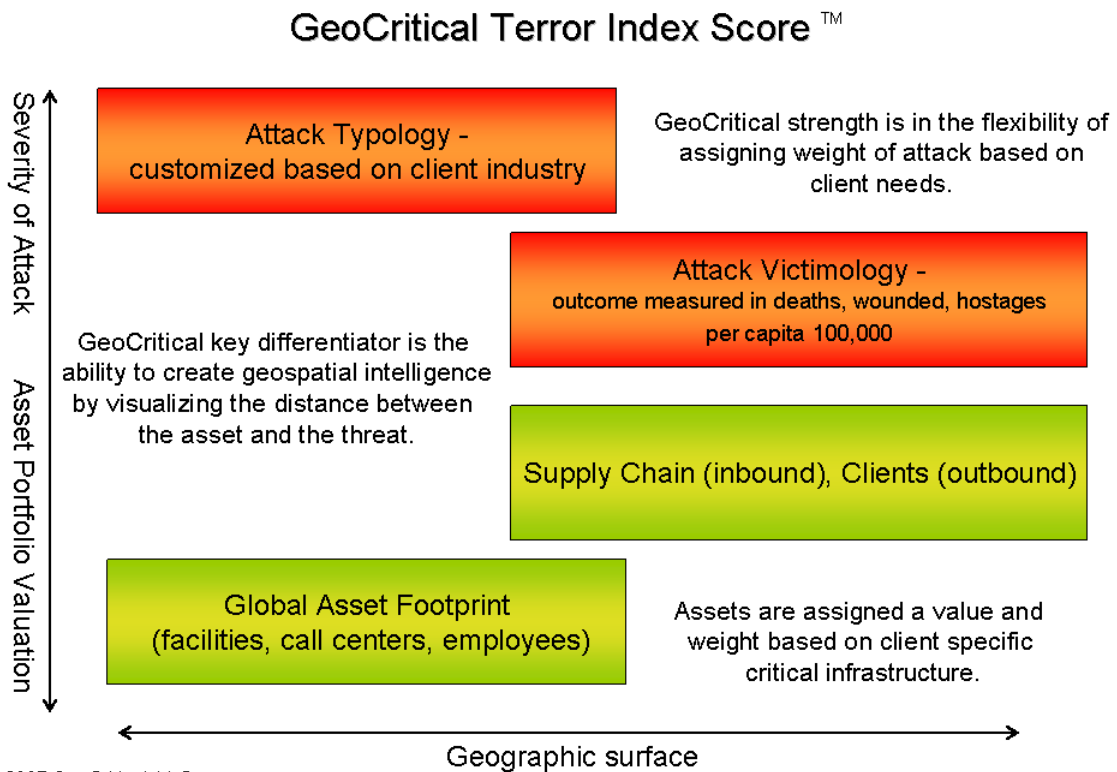 GeoCritical Terror Index Score ™
Severity of Attack
Attack Typology -
customized based on client industry
GeoCritical strength is in the flexibility of
assigning weight of attack based on
client needs.
Attack Victimology -
outcome measured in deaths, wounded, hostages
per capita 100,000
GeoCritical key differentiator is the
ability to create geospatial intelligence
by visualizing the distance between
the asset and the threat.
Asset Portfolio Valuation
Supply Chain (inbound), Clients (outbound)
Global Asset Footprint
(facilities, call centers, employees)
Assets are assigned a value and
weight based on client specific
critical infrastructure.
Geographic surface